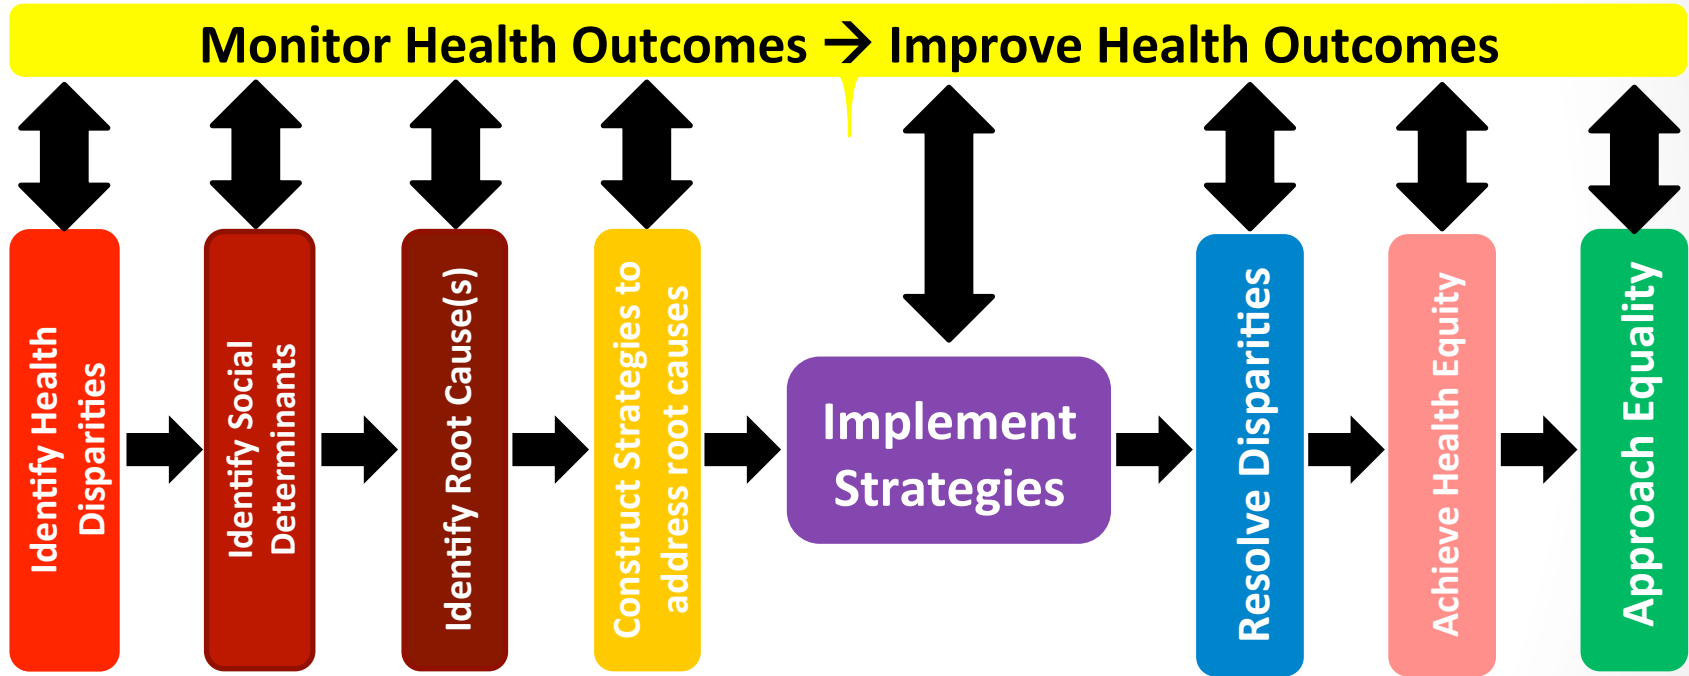 Monitor Health Outcomes → Improve Health Outcomes
Identify Health
Disparities
Identify Social
Determinants
Identify Root Cause(s)
Construct Strategies to
address root causes
Implement
Strategies
Resolve Disparities
Achieve Health Equity
Approach Equality